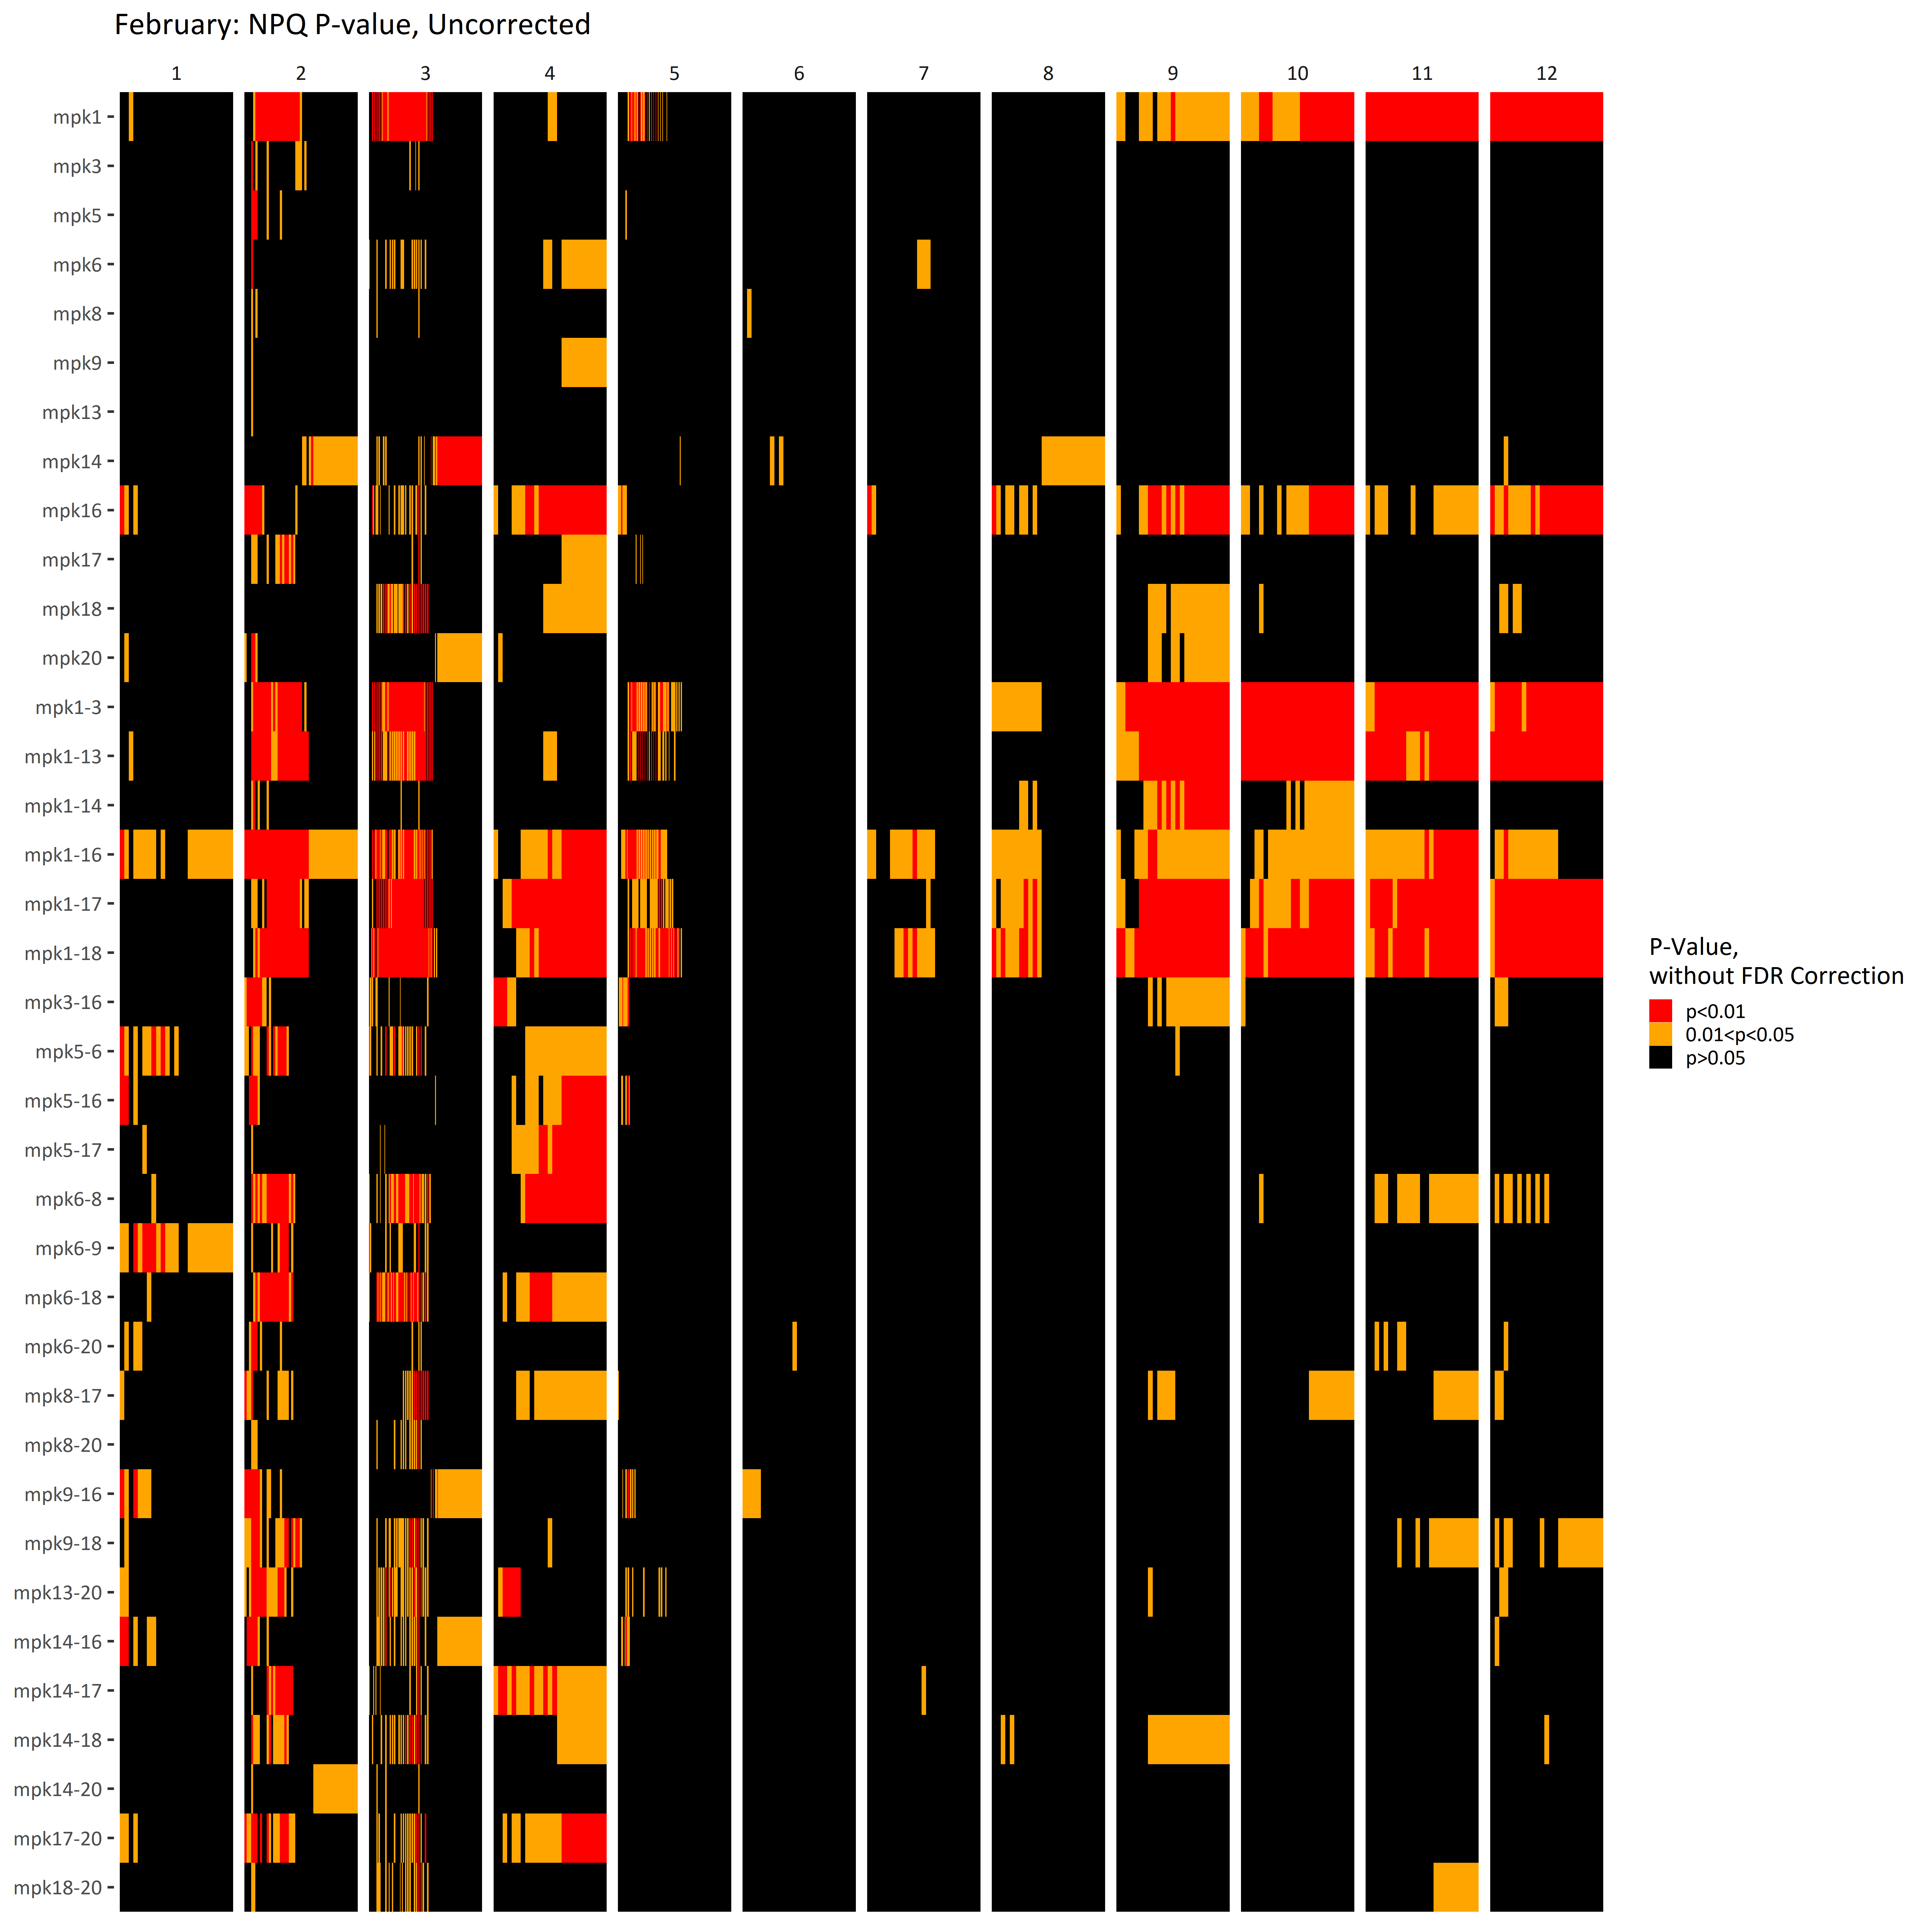 February: NPQ P-value, Uncorrected
1 2 3 4 5 6 7 8 9 10 11 12
mpk1
mpk3
mpk5
mpk6
mpk8
mpk9
mpk13
mpk14
mpk16
mpk17
mpk18
mpk20
mpk1-3
mpk1-13
mpk1-14
mpk1-16
mpk1-17
mpk1-18
mpk3-16
mpk5-6
mpk5-16
mpk5-17
mpk6-8
mpk6-9
mpk6-18
mpk6-20
mpk8-17
mpk8-20
mpk9-16
mpk9-18
mpk13-20
mpk14-16
mpk14-17
mpk14-18
mpk14-20
mpk17-20
mpk18-20
P-Value,
without FDR Correction
p<0.01
0.01<p<0.05
p>0.05